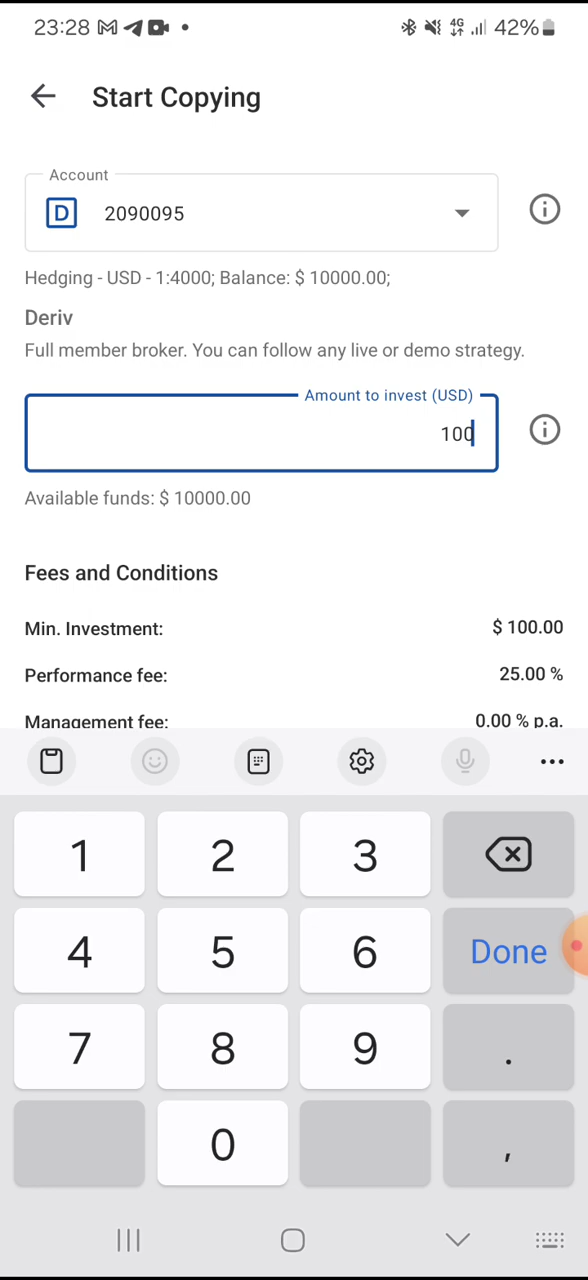 23:28 4G 42%
Start Copying
Account
D 2090095
Hedging - USD - 1:4000; Balance: $ 10000.00;
Deriv
Full member broker. You can follow any live or demo strategy.
Amount to invest (USD)
100
Available funds: $ 10000.00
Fees and Conditions
Min. Investment: $ 100.00
Performance fee: 25.00 %
Management fee: 0.00 % p.a.
1 2 3
4 5 6 Done
7 8 9 .
0 ,